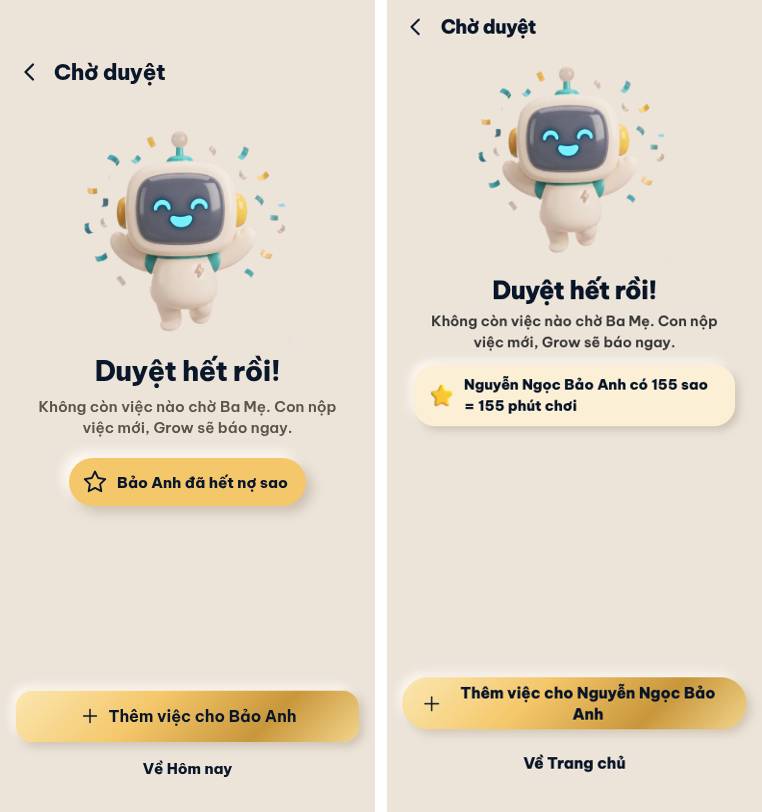 Chờ duyệt
Duyệt hết rồi!
Không còn việc nào chờ Ba Mẹ. Con nộp
việc mới, Grow sẽ báo ngay.
Bảo Anh đã hết nợ sao
Thêm việc cho Bảo Anh
Về Hôm nay
Chờ duyệt
Duyệt hết rồi!
Không còn việc nào chờ Ba Mẹ. Con nộp
việc mới, Grow sẽ báo ngay.
Nguyễn Ngọc Bảo Anh có 155 sao
= 155 phút chơi
Thêm việc cho Nguyễn Ngọc Bảo
Anh
Về Trang chủ